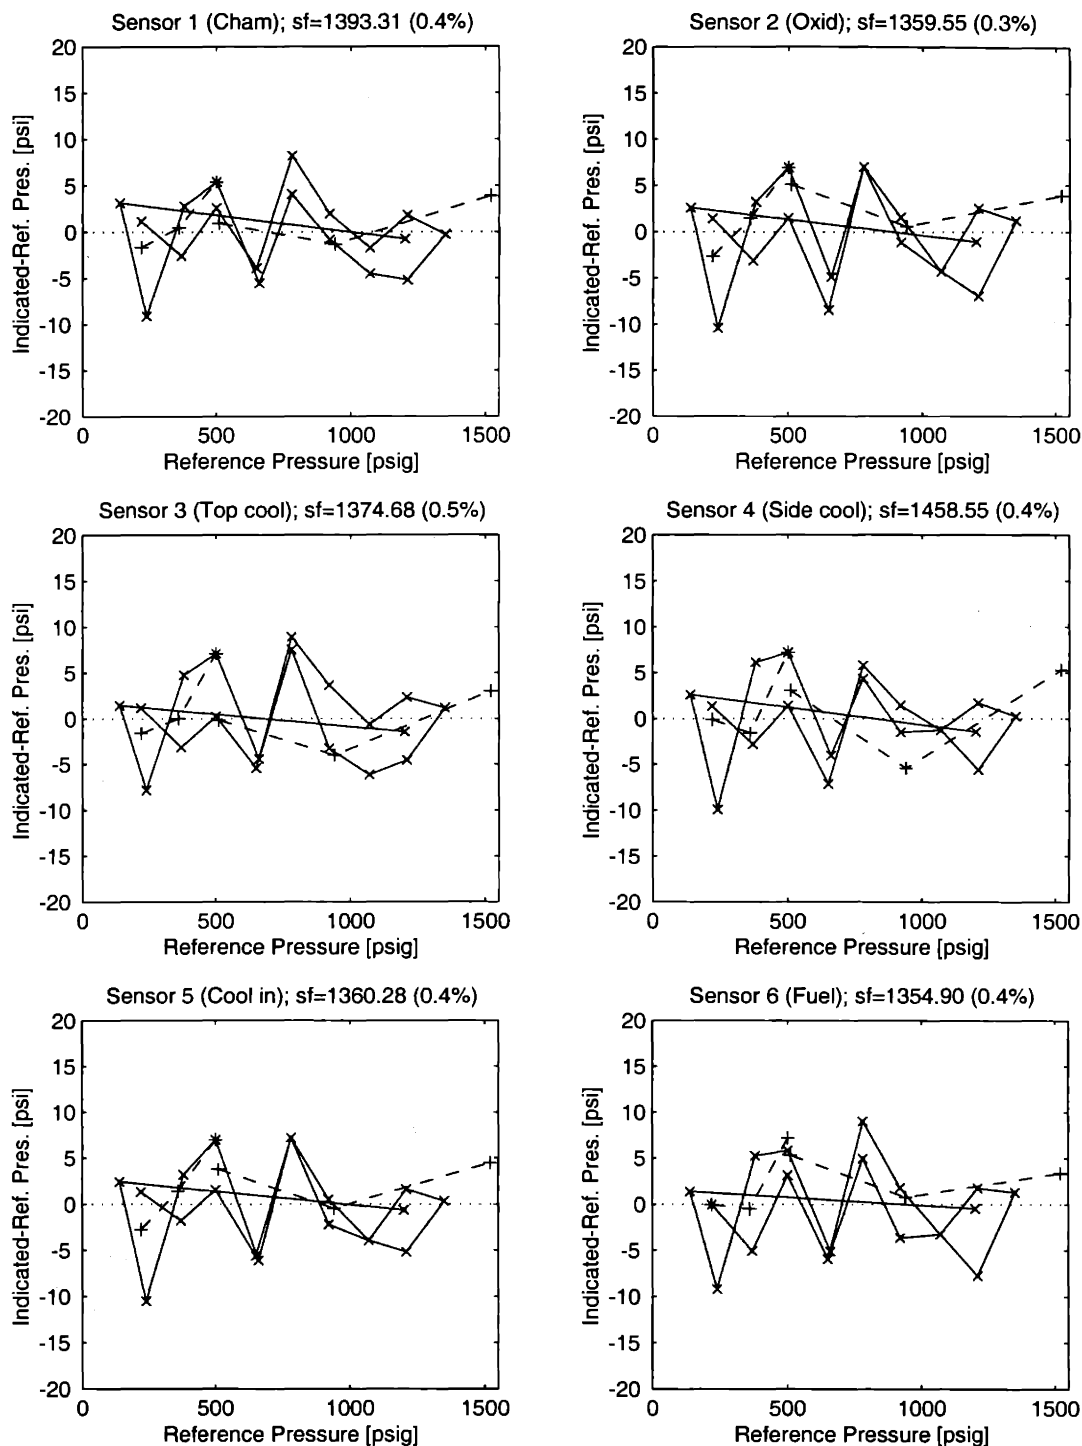 Sensor 1 (Cham); sf=1393.31 (0.4%)
20
15
10
5
0
-5
-10
-15
-20
Indicated-Ref. Pres. [psi]
0 500 1000 1500
Reference Pressure [psig]
Sensor 2 (Oxid); sf=1359.55 (0.3%)
20
15
10
5
0
-5
-10
-15
-20
Indicated-Ref. Pres. [psi]
0 500 1000 1500
Reference Pressure [psig]
Sensor 3 (Top cool); sf=1374.68 (0.5%)
20
15
10
5
0
-5
-10
-15
-20
Indicated-Ref. Pres. [psi]
0 500 1000 1500
Reference Pressure [psig]
Sensor 4 (Side cool); sf=1458.55 (0.4%)
20
15
10
5
0
-5
-10
-15
-20
Indicated-Ref. Pres. [psi]
0 500 1000 1500
Reference Pressure [psig]
Sensor 5 (Cool in); sf=1360.28 (0.4%)
20
15
10
5
0
-5
-10
-15
-20
Indicated-Ref. Pres. [psi]
0 500 1000 1500
Reference Pressure [psig]
Sensor 6 (Fuel); sf=1354.90 (0.4%)
20
15
10
5
0
-5
-10
-15
-20
Indicated-Ref. Pres. [psi]
0 500 1000 1500
Reference Pressure [psig]